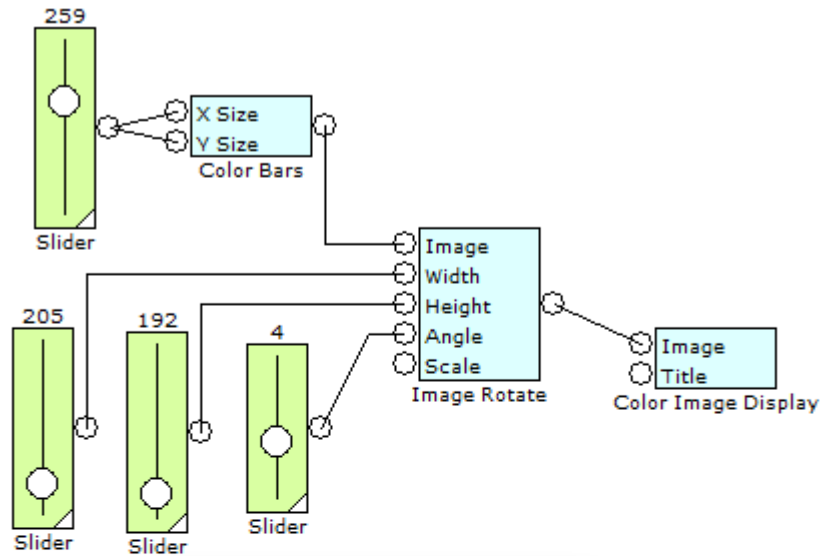 259
Slider
X Size
Y Size
Color Bars
Image
Width
Height
Angle
Scale
Image Rotate
205
Slider
192
Slider
4
Slider
Image
Title
Color Image Display